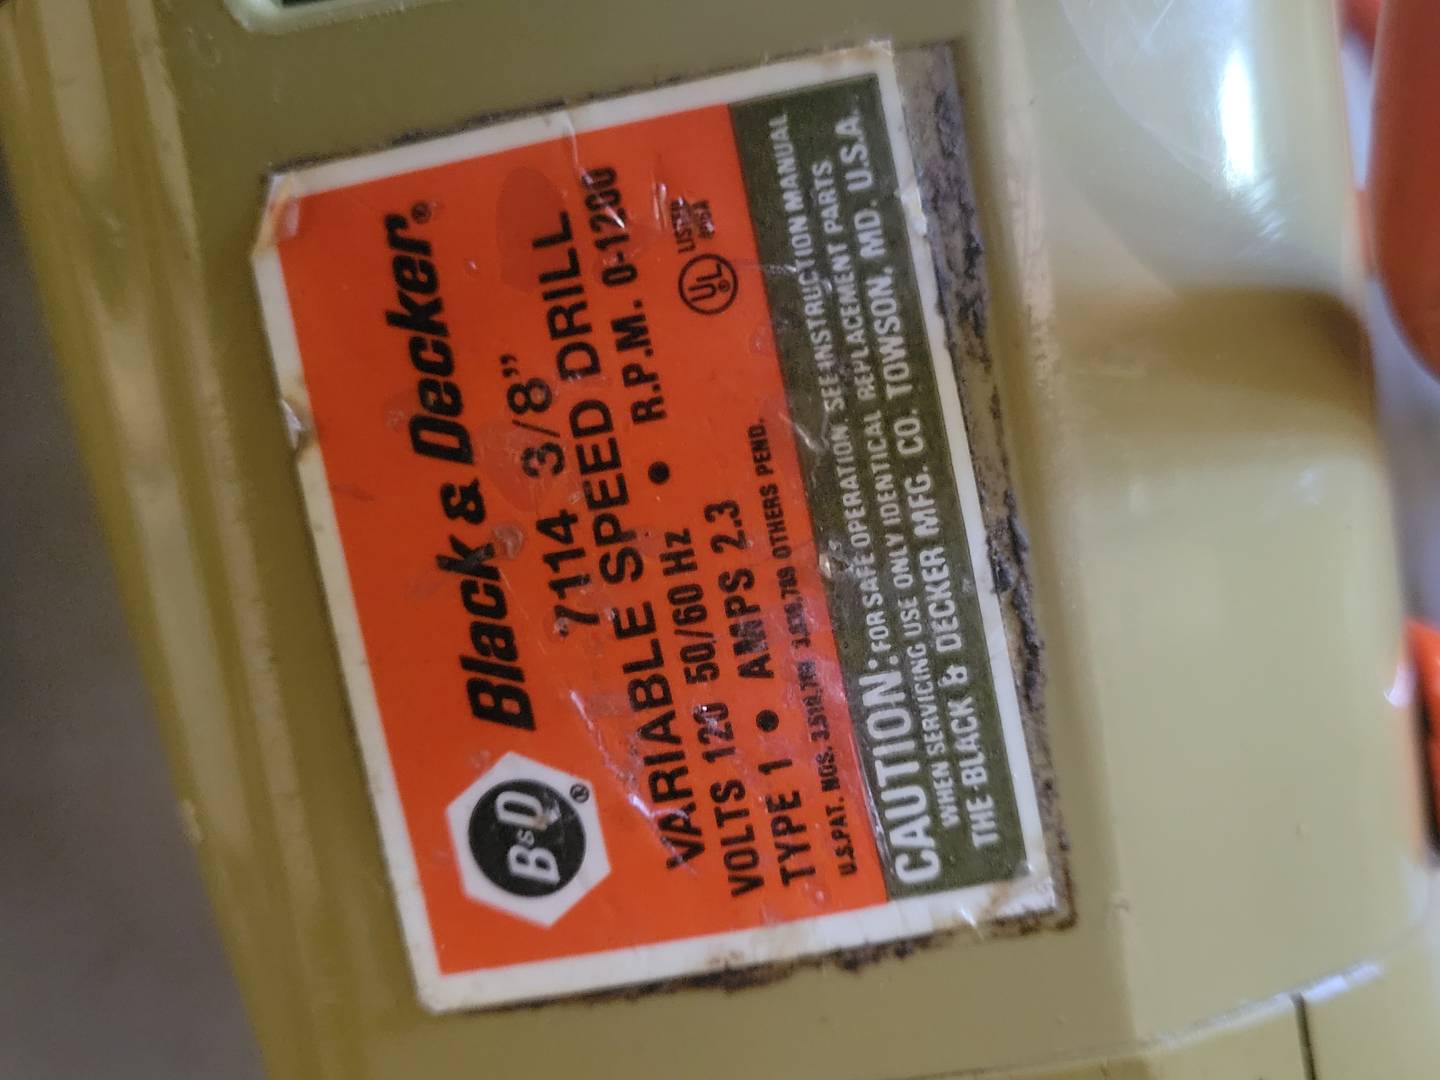 B&D®
Black & Decker®
7114 3/8”
VARIABLE SPEED DRILL
VOLTS 120 50/60 Hz • R.P.M. 0-1200
TYPE 1 • AMPS 2.3
UL LISTED
U.S. PAT. NOS. OTHERS PEND.
CAUTION: FOR SAFE OPERATION, SEE INSTRUCTION MANUAL
WHEN SERVICING USE ONLY IDENTICAL REPLACEMENT PARTS
THE BLACK & DECKER MFG. CO. TOWSON, MD. U.S.A.